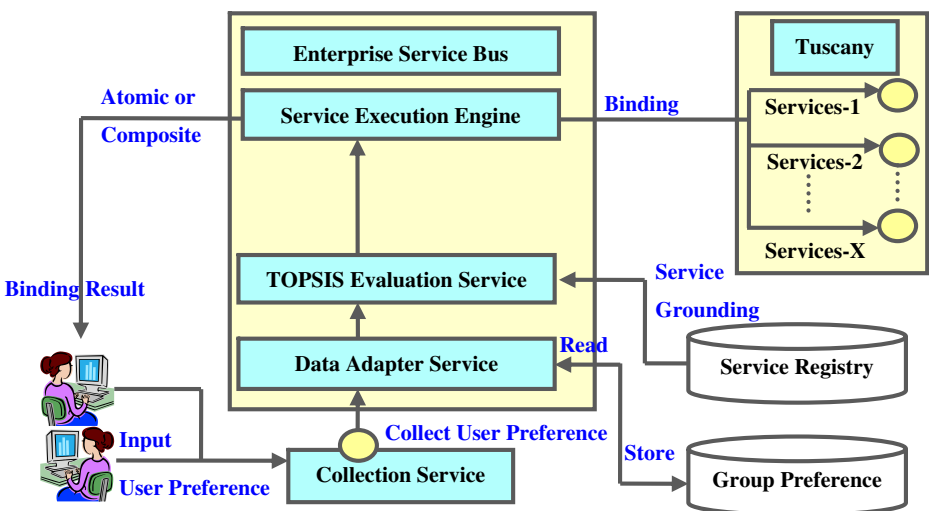 Enterprise Service Bus
Tuscany
Atomic or
Composite
Service Execution Engine
Binding
Services-1
Services-2
Services-X
Binding Result
TOPSIS Evaluation Service
Service
Grounding
Data Adapter Service
Read
Service Registry
Input
User Preference
Collect User Preference
Collection Service
Store
Group Preference